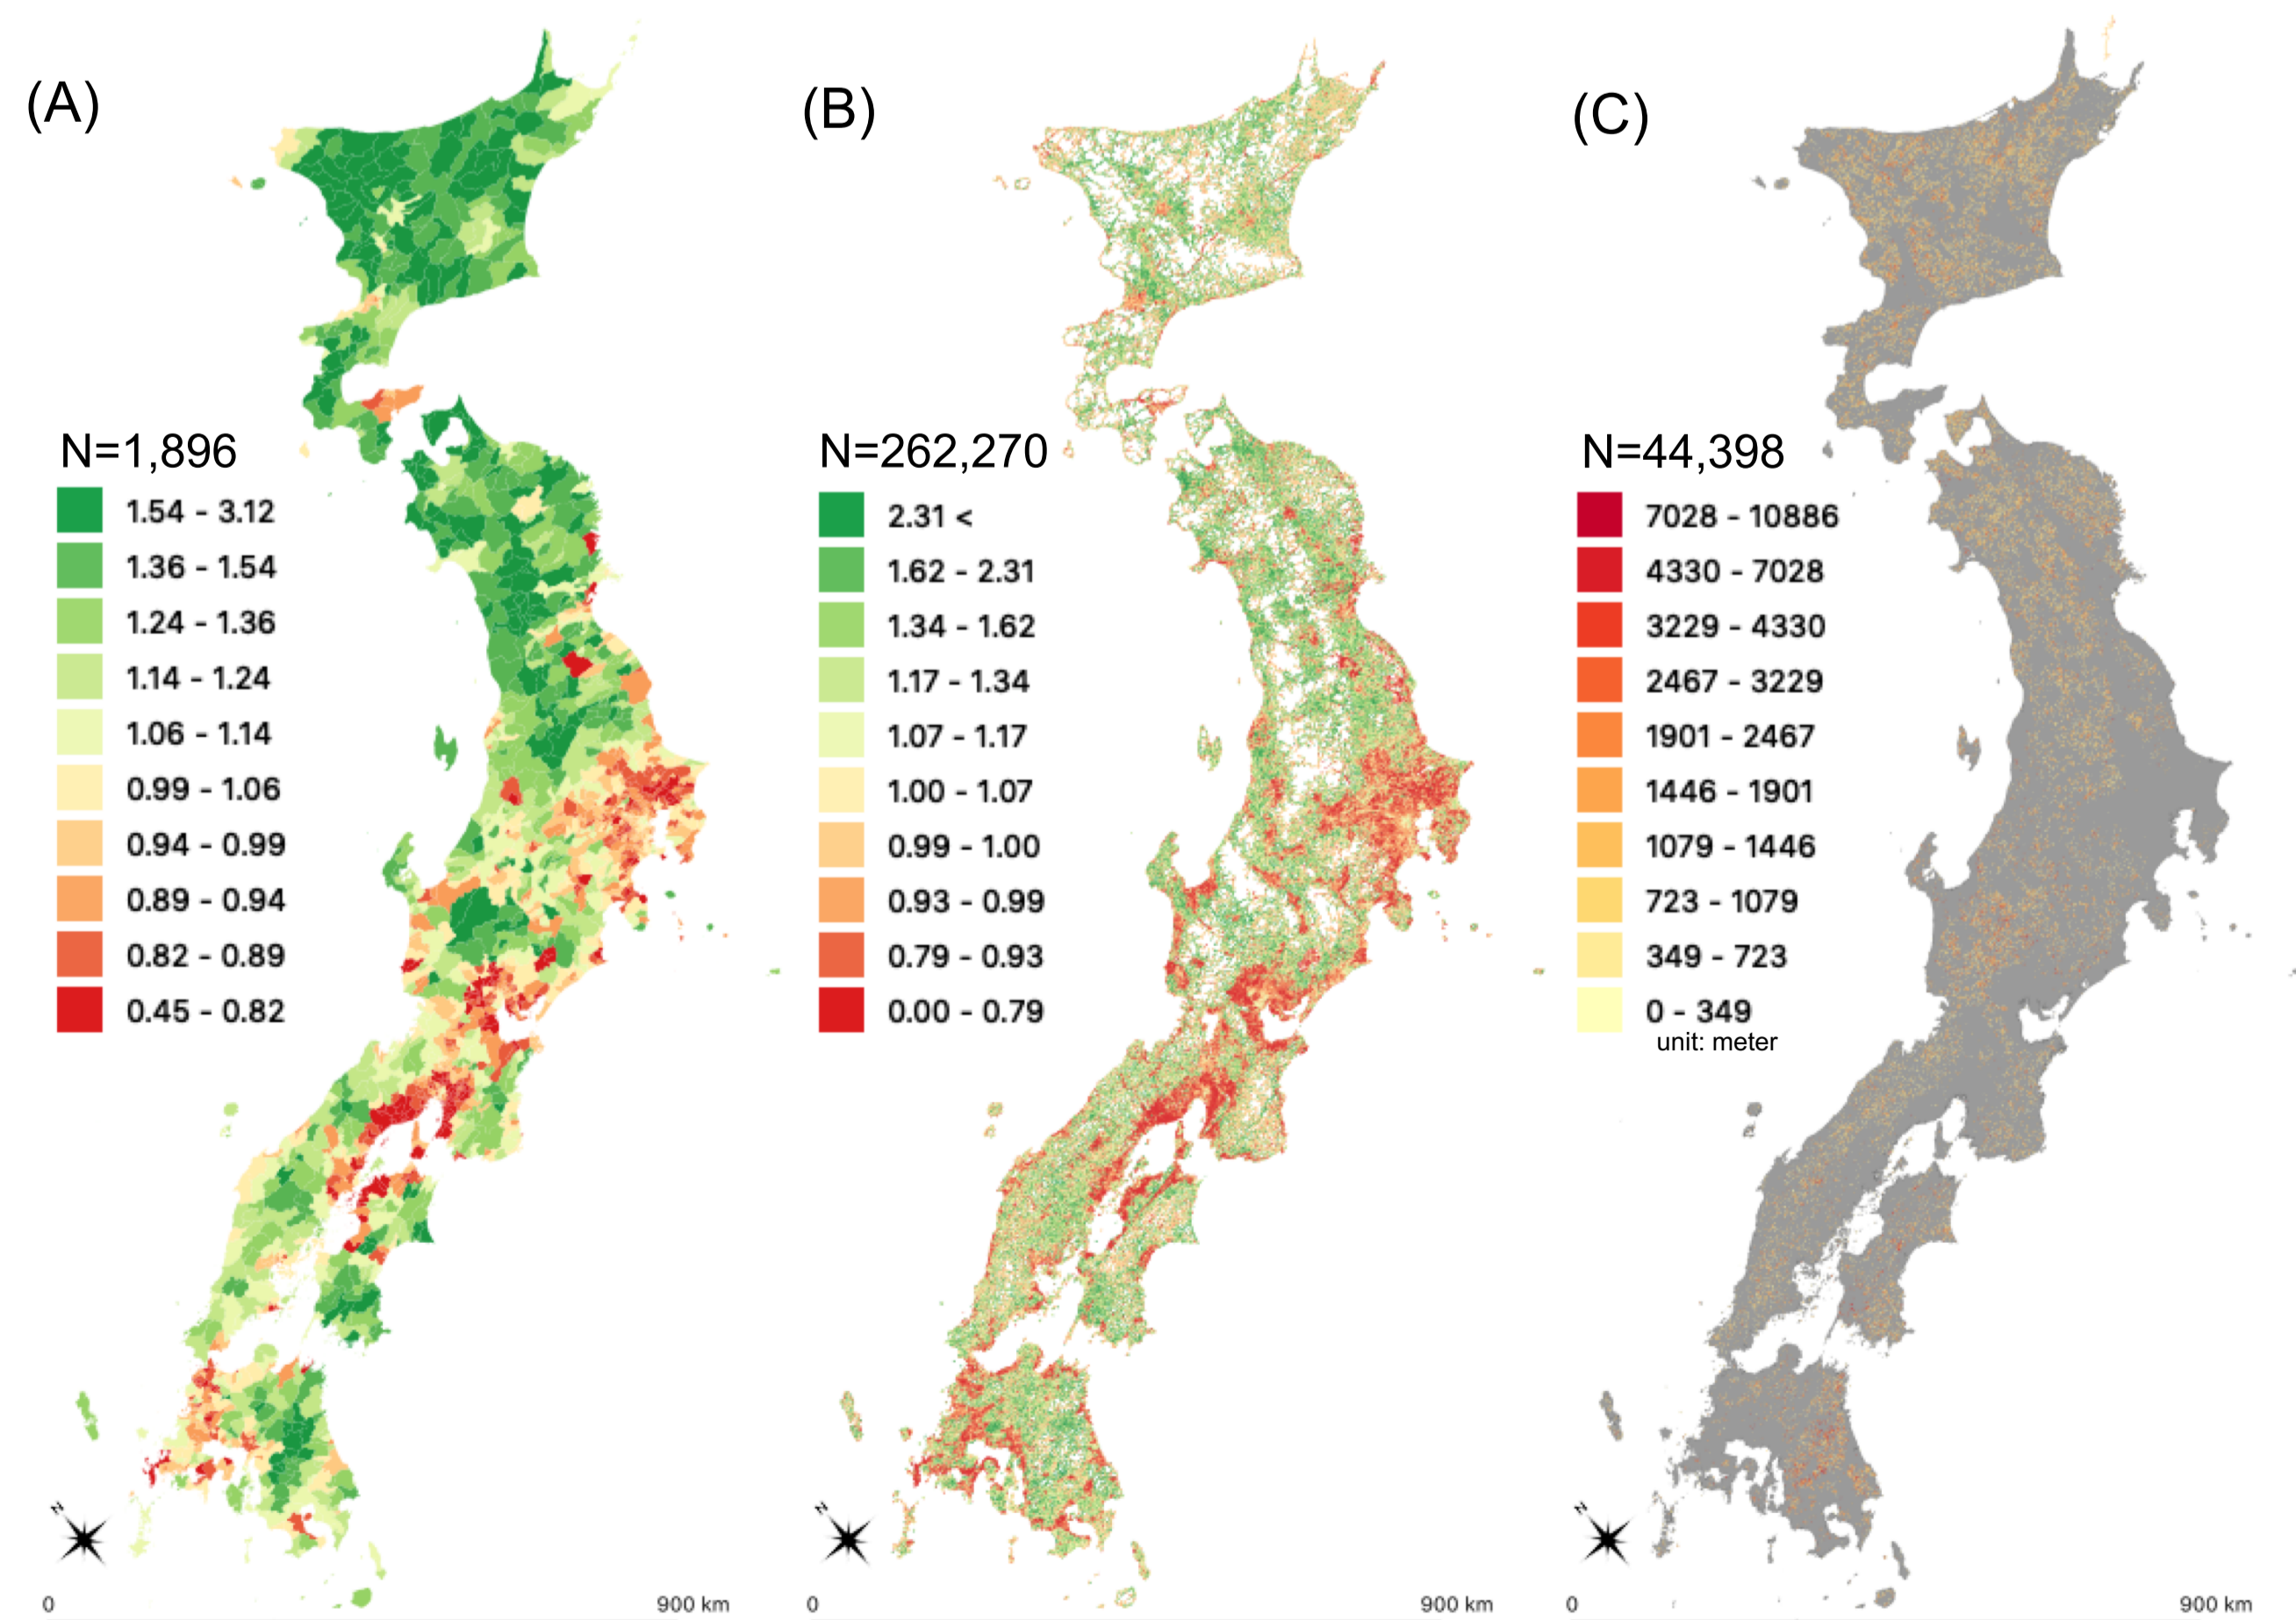 (A)
N=1,896
1.54 - 3.12
1.36 - 1.54
1.24 - 1.36
1.14 - 1.24
1.06 - 1.14
0.99 - 1.06
0.94 - 0.99
0.89 - 0.94
0.82 - 0.89
0.45 - 0.82
N
0
900 km
(B)
N=262,270
2.31 <
1.62 - 2.31
1.34 - 1.62
1.17 - 1.34
1.07 - 1.17
1.00 - 1.07
0.99 - 1.00
0.93 - 0.99
0.79 - 0.93
0.00 - 0.79
N
0
900 km
(C)
N=44,398
7028 - 10886
4330 - 7028
3229 - 4330
2467 - 3229
1901 - 2467
1446 - 1901
1079 - 1446
723 - 1079
349 - 723
0 - 349
unit: meter
N
0
900 km